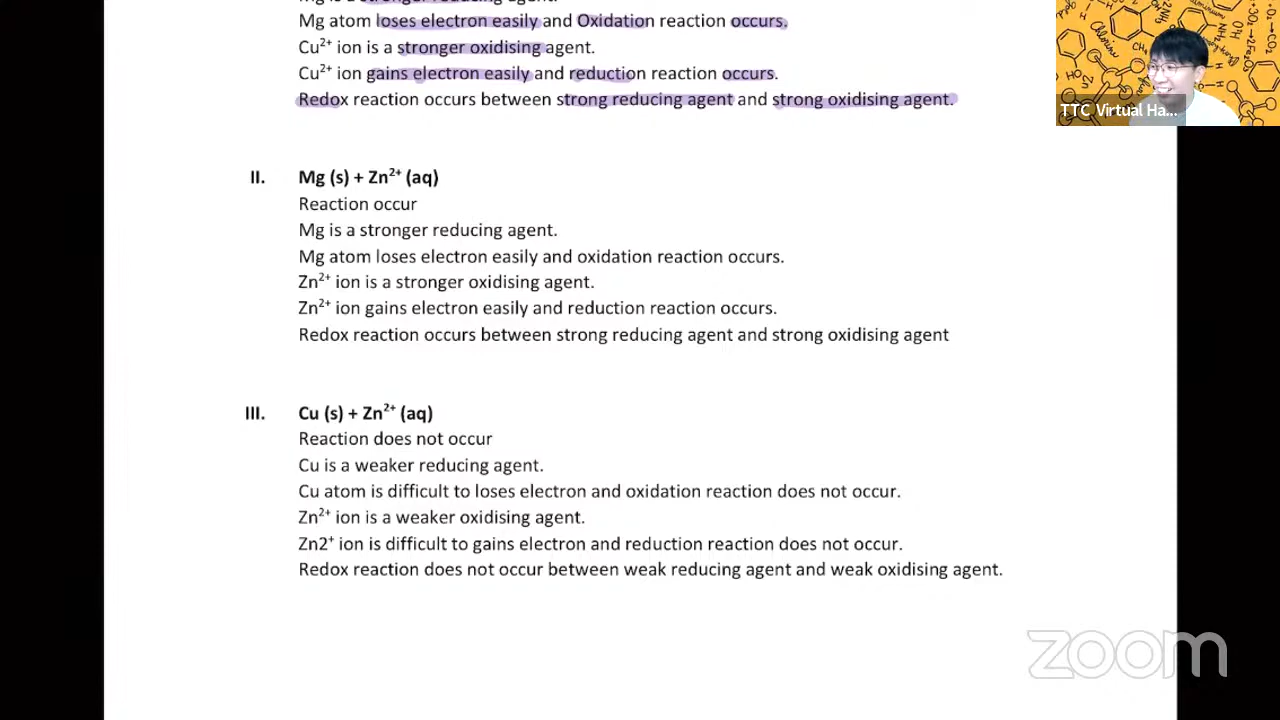 Mg atom loses electron easily and Oxidation reaction occurs.
Cu²⁺ ion is a stronger oxidising agent.
Cu²⁺ ion gains electron easily and reduction reaction occurs.
Redox reaction occurs between strong reducing agent and strong oxidising agent.
II. Mg (s) + Zn²⁺ (aq)
Reaction occur
Mg is a stronger reducing agent.
Mg atom loses electron easily and oxidation reaction occurs.
Zn²⁺ ion is a stronger oxidising agent.
Zn²⁺ ion gains electron easily and reduction reaction occurs.
Redox reaction occurs between strong reducing agent and strong oxidising agent
III. Cu (s) + Zn²⁺ (aq)
Reaction does not occur
Cu is a weaker reducing agent.
Cu atom is difficult to loses electron and oxidation reaction does not occur.
Zn²⁺ ion is a weaker oxidising agent.
Zn2⁺ ion is difficult to gains electron and reduction reaction does not occur.
Redox reaction does not occur between weak reducing agent and weak oxidising agent.
TTC Virtual Ha...
zoom